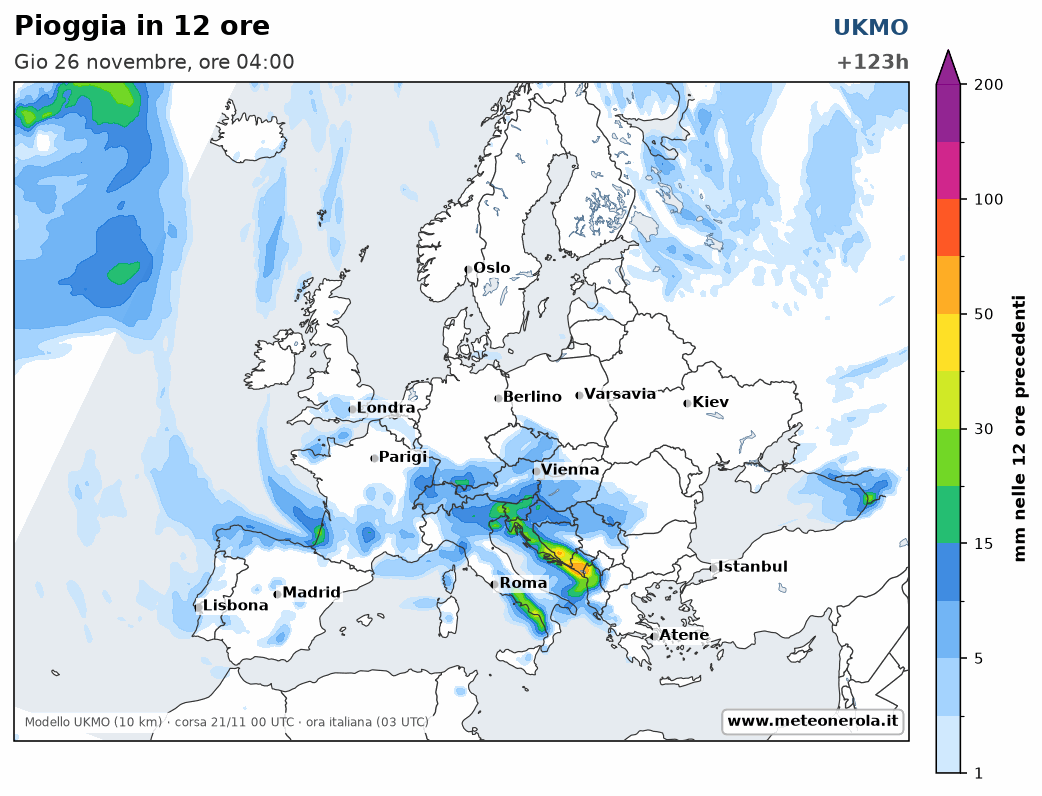 Pioggia in 12 ore
UKMO
Gio 26 novembre, ore 04:00
+123h
200
100
50
30
15
5
1
mm nelle 12 ore precedenti
Oslo
Berlino
Varsavia
Londra
Kiev
Parigi
Vienna
Istanbul
Roma
Madrid
Lisbona
Atene
Modello UKMO (10 km) · corsa 21/11 00 UTC · ora italiana (03 UTC)
www.meteonerola.it